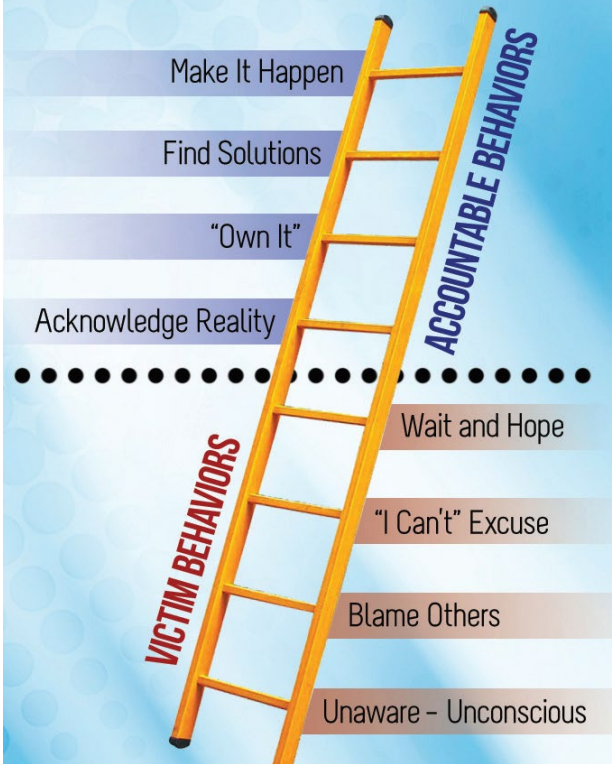 Make It Happen
Find Solutions
“Own It”
Acknowledge Reality
ACCOUNTABLE BEHAVIORS
Wait and Hope
“I Can't” Excuse
Blame Others
Unaware – Unconscious
VICTIM BEHAVIORS